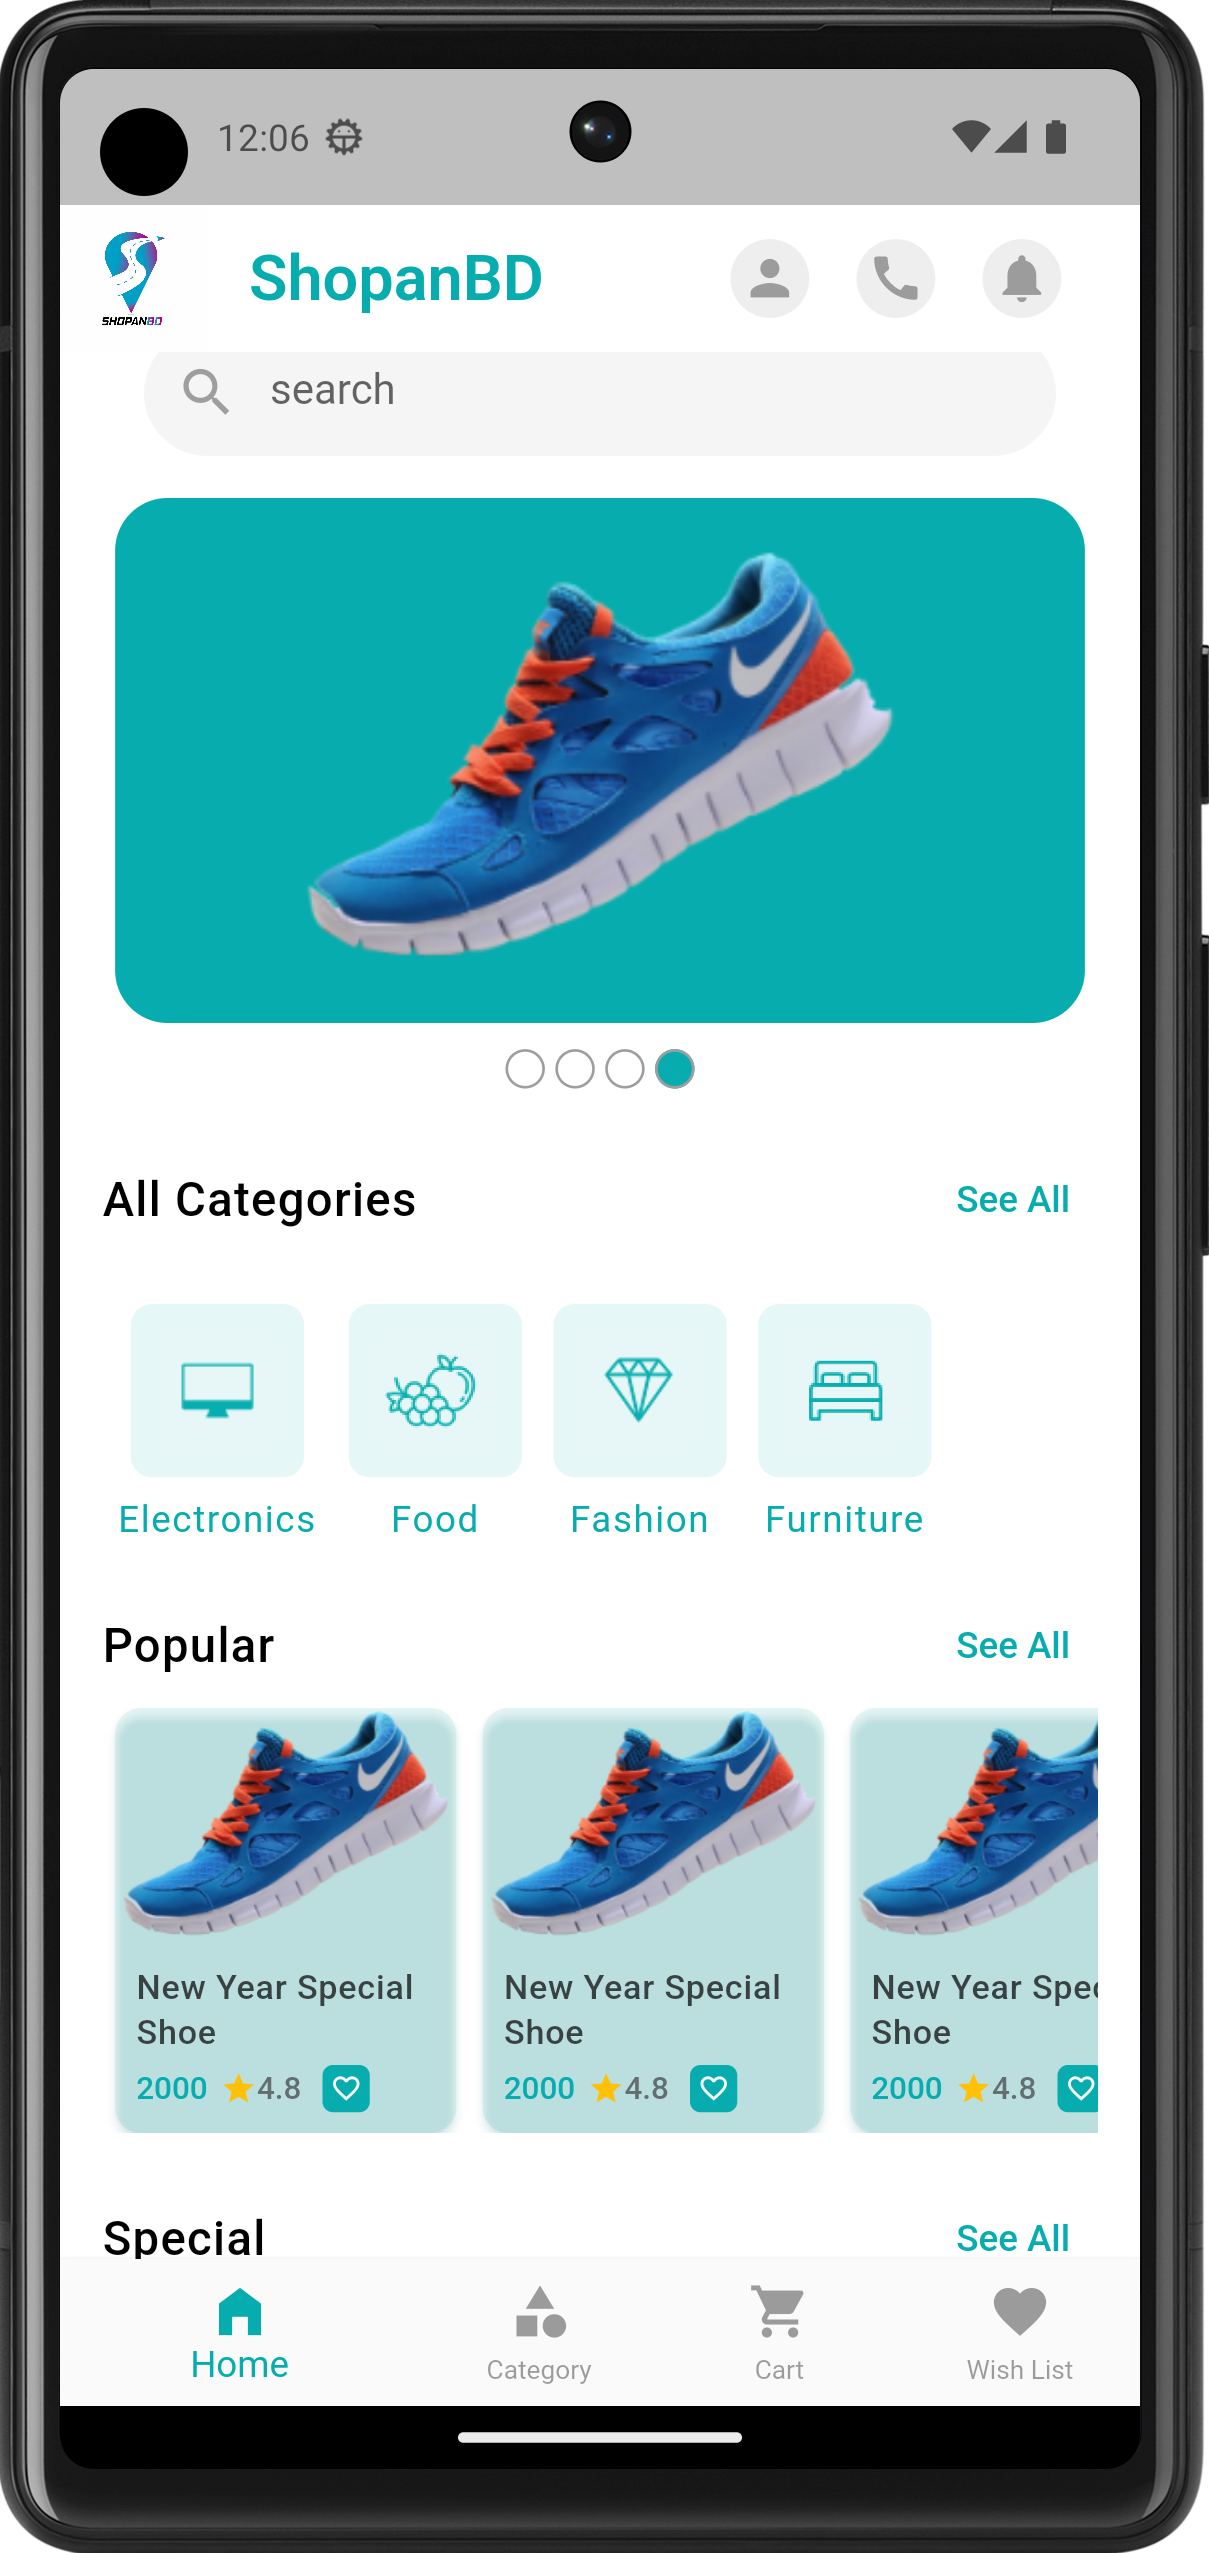 12:06
SHOPANBD
ShopanBD
search
All Categories
See All
Electronics
Food
Fashion
Furniture
Popular
See All
New Year Special
Shoe
2000
4.8
New Year Special
Shoe
2000
4.8
New Year Spec
Shoe
2000
4.8
Special
See All
Home
Category
Cart
Wish List